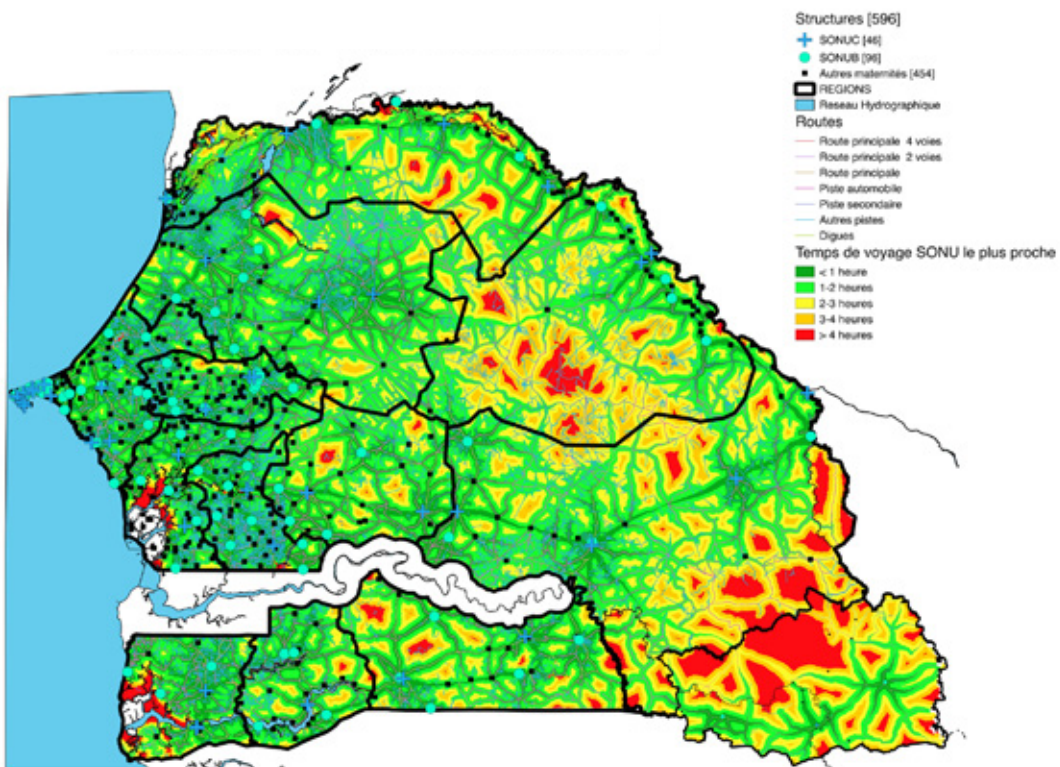 Structures [596]
SONUC [46]
SONUB [96]
Autres maternités [454]
REGIONS
Reseau Hydrographique
Routes
Route principale 4 voies
Route principale 2 voies
Route principale
Piste automobile
Piste secondaire
Autres pistes
Digues
Temps de voyage SONU le plus proche
< 1 heure
1-2 heures
2-3 heures
3-4 heures
> 4 heures